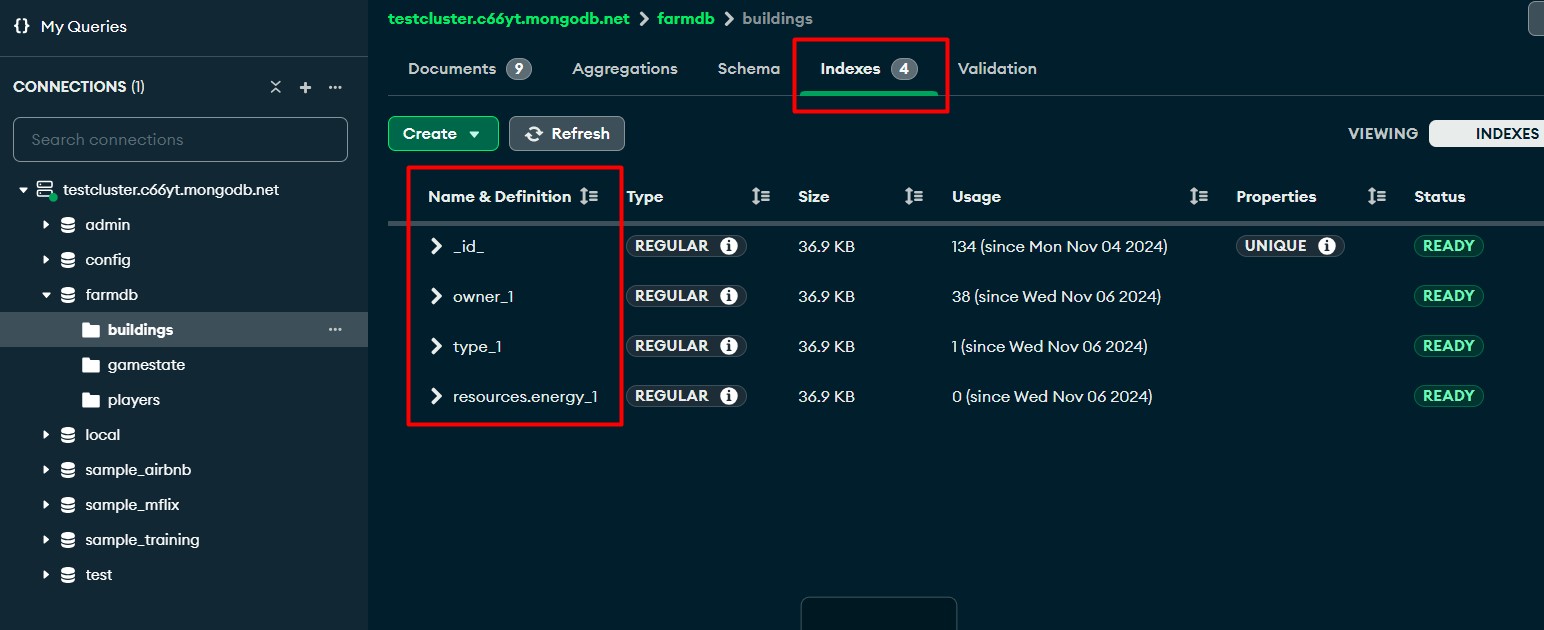 {} My Queries
CONNECTIONS (1)
Search connections
testcluster.c66yt.mongodb.net
admin
config
farmdb
buildings
gamestate
players
local
sample_airbnb
sample_mflix
sample_training
test
testcluster.c66yt.mongodb.net > farmdb > buildings
Documents 9 Aggregations Schema Indexes 4 Validation
Create Refresh VIEWING INDEXES
Name & Definition Type Size Usage Properties Status
_id_ REGULAR 36.9 KB 134 (since Mon Nov 04 2024) UNIQUE READY
owner_1 REGULAR 36.9 KB 38 (since Wed Nov 06 2024) READY
type_1 REGULAR 36.9 KB 1 (since Wed Nov 06 2024) READY
resources.energy_1 REGULAR 36.9 KB 0 (since Wed Nov 06 2024) READY